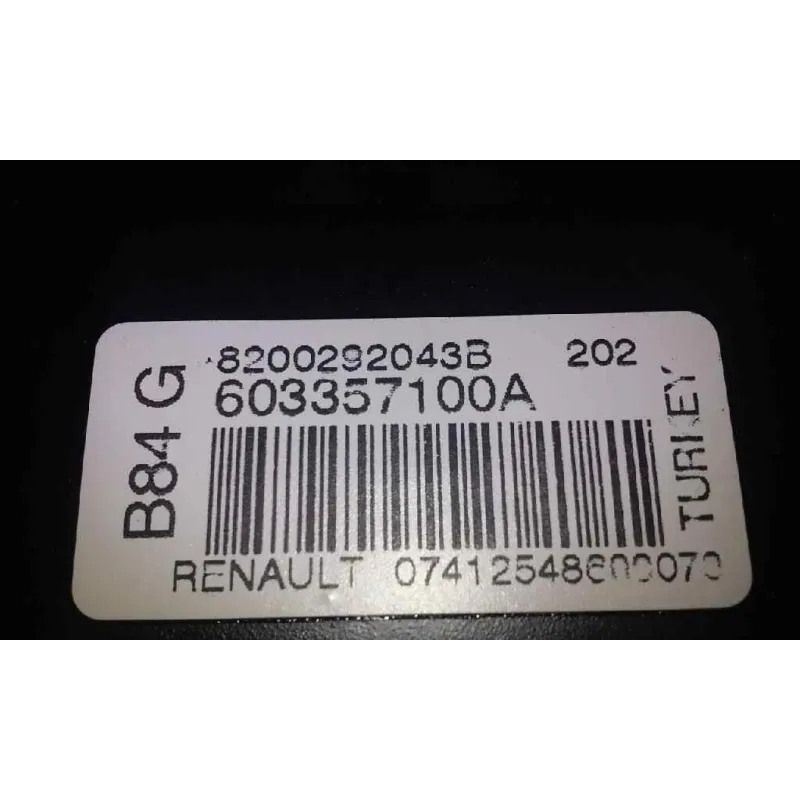 8200292043B 202
603357100A
B84 G
TURKEY
RENAULT